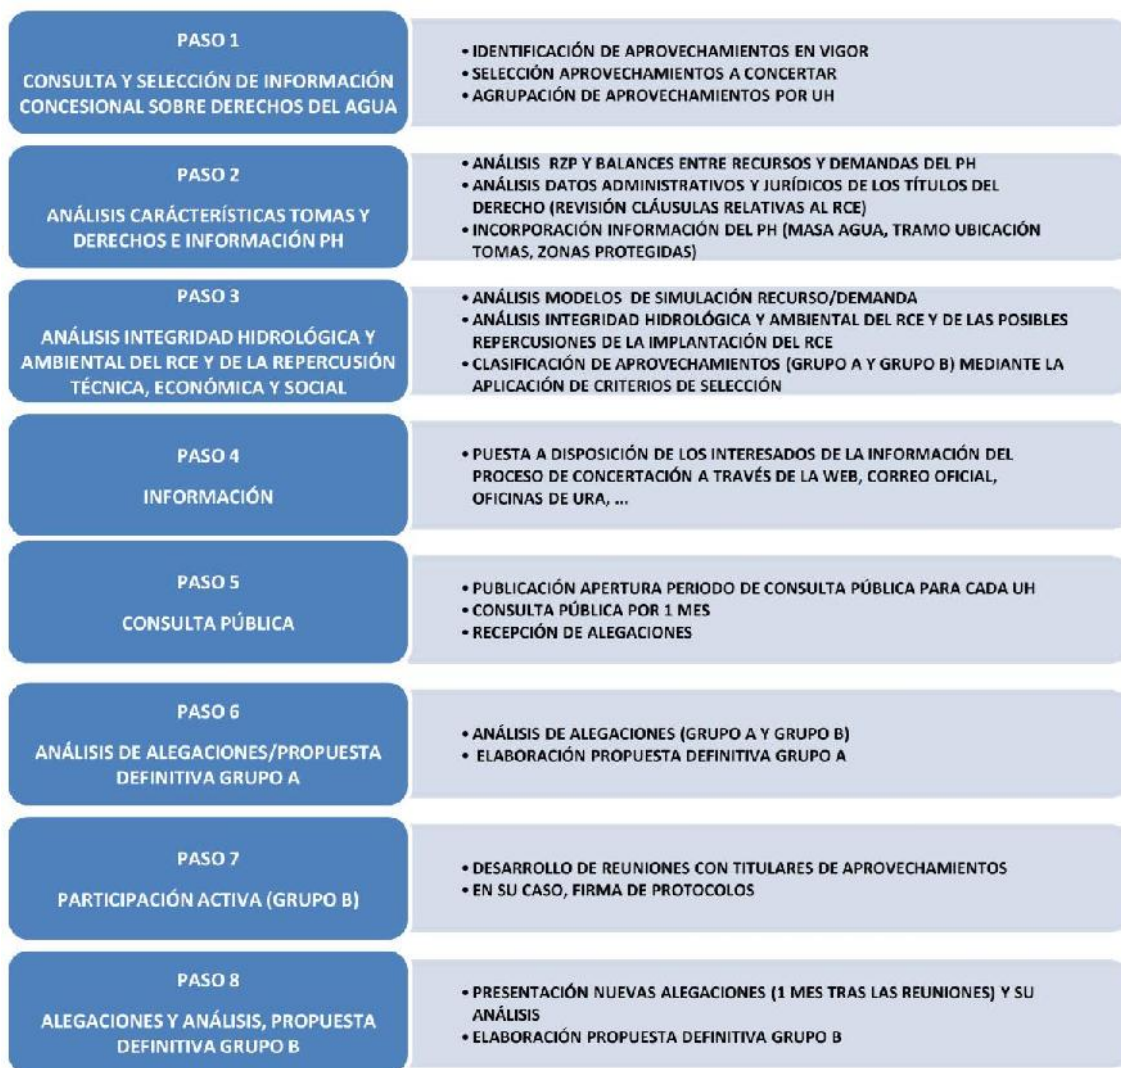 PASO 1
CONSULTA Y SELECCIÓN DE INFORMACIÓN
CONCESIONAL SOBRE DERECHOS DEL AGUA
• IDENTIFICACIÓN DE APROVECHAMIENTOS EN VIGOR
• SELECCIÓN APROVECHAMIENTOS A CONCERTAR
• AGRUPACIÓN DE APROVECHAMIENTOS POR UH
PASO 2
ANÁLISIS CARÁCTERÍSTICAS TOMAS Y
DERECHOS E INFORMACIÓN PH
• ANÁLISIS RZP Y BALANCES ENTRE RECURSOS Y DEMANDAS DEL PH
• ANÁLISIS DATOS ADMINISTRATIVOS Y JURÍDICOS DE LOS TÍTULOS DEL
DERECHO (REVISIÓN CLÁUSULAS RELATIVAS AL RCE)
• INCORPORACIÓN INFORMACIÓN DEL PH (MASA AGUA, TRAMO UBICACIÓN
TOMAS, ZONAS PROTEGIDAS)
PASO 3
ANÁLISIS INTEGRIDAD HIDROLÓGICA Y
AMBIENTAL DEL RCE Y DE LA REPERCUSIÓN
TÉCNICA, ECONÓMICA Y SOCIAL
• ANÁLISIS MODELOS DE SIMULACIÓN RECURSO/DEMANDA
• ANÁLISIS INTEGRIDAD HIDROLÓGICA Y AMBIENTAL DEL RCE Y DE LAS POSIBLES
REPERCUSIONES DE LA IMPLANTACIÓN DEL RCE
• CLASIFICACIÓN DE APROVECHAMIENTOS (GRUPO A Y GRUPO B) MEDIANTE LA
APLICACIÓN DE CRITERIOS DE SELECCIÓN
PASO 4
INFORMACIÓN
• PUESTA A DISPOSICIÓN DE LOS INTERESADOS DE LA INFORMACIÓN DEL
PROCESO DE CONCERTACIÓN A TRAVÉS DE LA WEB, CORREO OFICIAL,
OFICINAS DE URA, ...
PASO 5
CONSULTA PÚBLICA
• PUBLICACIÓN APERTURA PERIODO DE CONSULTA PÚBLICA PARA CADA UH
• CONSULTA PÚBLICA POR 1 MES
• RECEPCIÓN DE ALEGACIONES
PASO 6
ANÁLISIS DE ALEGACIONES/PROPUESTA
DEFINITIVA GRUPO A
• ANÁLISIS DE ALEGACIONES (GRUPO A Y GRUPO B)
• ELABORACIÓN PROPUESTA DEFINITIVA GRUPO A
PASO 7
PARTICIPACIÓN ACTIVA (GRUPO B)
• DESARROLLO DE REUNIONES CON TITULARES DE APROVECHAMIENTOS
• EN SU CASO, FIRMA DE PROTOCOLOS
PASO 8
ALEGACIONES Y ANÁLISIS, PROPUESTA
DEFINITIVA GRUPO B
• PRESENTACIÓN NUEVAS ALEGACIONES (1 MES TRAS LAS REUNIONES) Y SU
ANÁLISIS
• ELABORACIÓN PROPUESTA DEFINITIVA GRUPO B